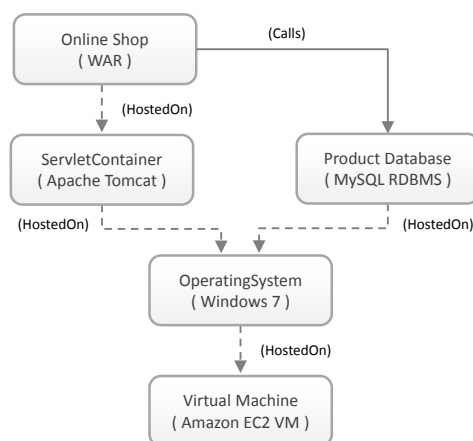 Online Shop
( WAR )
(Calls)
(HostedOn)
ServletContainer
( Apache Tomcat )
Product Database
( MySQL RDBMS )
(HostedOn)
(HostedOn)
OperatingSystem
( Windows 7 )
(HostedOn)
Virtual Machine
( Amazon EC2 VM )